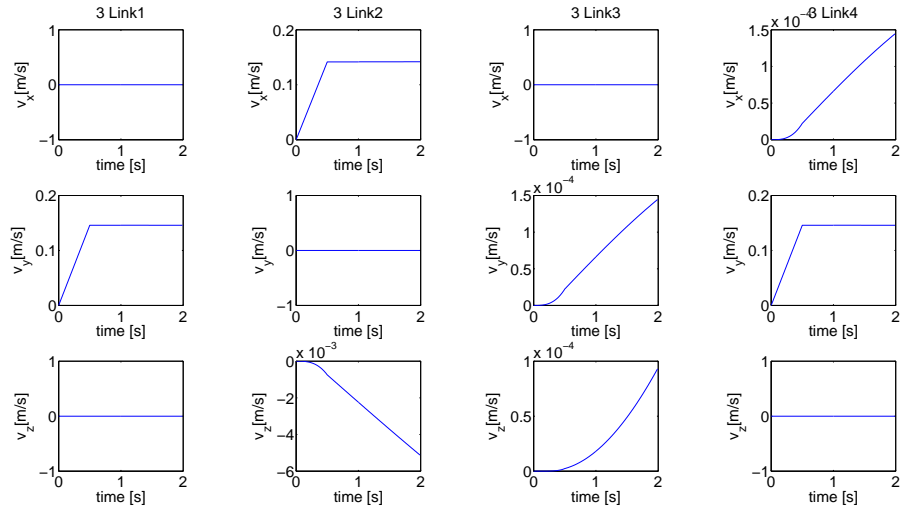 3 Link1
1
0
−1
v_x[m/s]
0 1 2
time [s]
3 Link2
0.2
0.1
0
v_x[m/s]
0 1 2
time [s]
3 Link3
1
0
−1
v_x[m/s]
0 1 2
time [s]
3 Link4
x 10^−4
1.5
1
0.5
0
v_x[m/s]
0 1 2
time [s]
0.2
0.1
0
v_y[m/s]
0 1 2
time [s]
1
0
−1
v_y[m/s]
0 1 2
time [s]
x 10^−4
1.5
1
0.5
0
v_y[m/s]
0 1 2
time [s]
0.2
0.1
0
v_y[m/s]
0 1 2
time [s]
1
0
−1
v_z[m/s]
0 1 2
time [s]
x 10^−3
0
−2
−4
−6
v_z[m/s]
0 1 2
time [s]
x 10^−4
1
0.5
0
v_z[m/s]
0 1 2
time [s]
1
0
−1
v_z[m/s]
0 1 2
time [s]